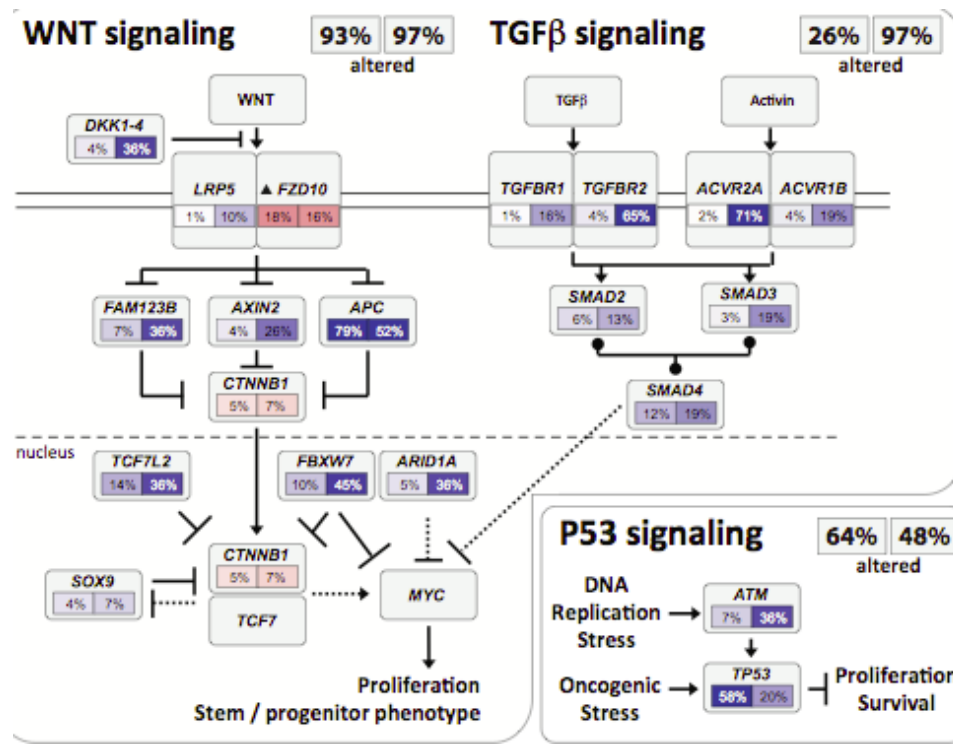 WNT signaling
93% 97%
altered
TGFβ signaling
26% 97%
altered
WNT
TGFβ
Activin
DKK1-4
4% 36%
LRP5
1% 10%
▲ FZD10
18% 16%
TGFBR1
1% 16%
TGFBR2
4% 65%
ACVR2A
2% 71%
ACVR1B
4% 19%
FAM123B
7% 36%
AXIN2
4% 26%
APC
79% 52%
SMAD2
6% 13%
SMAD3
3% 19%
CTNNB1
5% 7%
SMAD4
12% 19%
nucleus
TCF7L2
14% 36%
FBXW7
10% 45%
ARID1A
5% 36%
SOX9
4% 7%
CTNNB1
5% 7%
TCF7
MYC
Proliferation
Stem / progenitor phenotype
P53 signaling
64% 48%
altered
DNA
Replication
Stress
ATM
7% 36%
Oncogenic
Stress
TP53
58% 20%
Proliferation
Survival